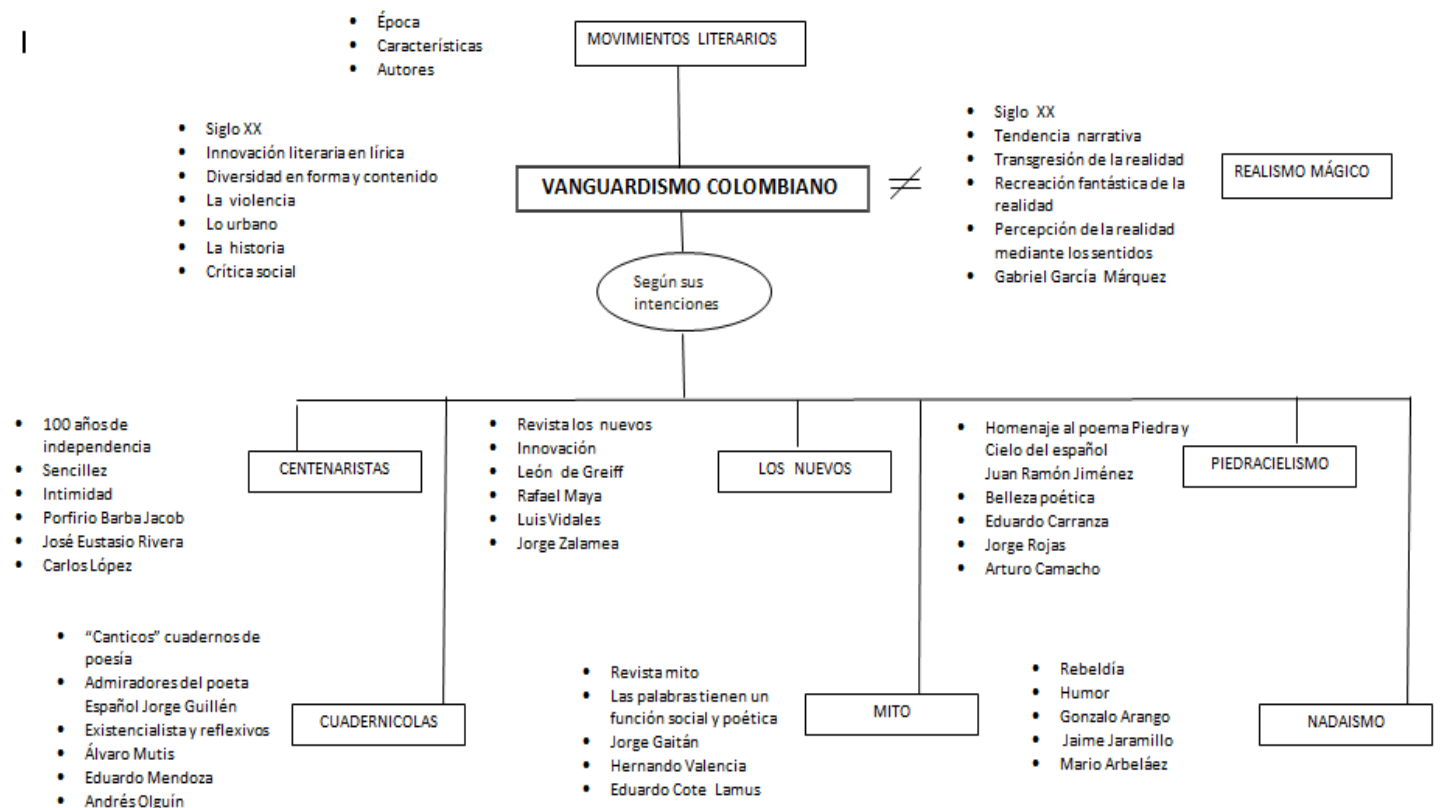 • Época
• Características
• Autores
MOVIMIENTOS LITERARIOS
• Siglo XX
• Innovación literaria en lírica
• Diversidad en forma y contenido
• La violencia
• Lo urbano
• La historia
• Crítica social
VANGUARDISMO COLOMBIANO
≠
• Siglo XX
• Tendencia narrativa
• Transgresión de la realidad
• Recreación fantástica de la
realidad
• Percepción de la realidad
mediante los sentidos
• Gabriel García Márquez
REALISMO MÁGICO
Según sus
intenciones
• 100 años de
independencia
• Sencillez
• Intimidad
• Porfirio Barba Jacob
• José Eustasio Rivera
• Carlos López
CENTENARISTAS
• Revista los nuevos
• Innovación
• León de Greiff
• Rafael Maya
• Luis Vidales
• Jorge Zalamea
LOS NUEVOS
• Homenaje al poema Piedra y
Cielo del español
Juan Ramón Jiménez
• Belleza poética
• Eduardo Carranza
• Jorge Rojas
• Arturo Camacho
PIEDRACIELISMO
• “Canticos” cuadernos de
poesía
• Admiradores del poeta
Español Jorge Guillén
• Existencialista y reflexivos
• Álvaro Mutis
• Eduardo Mendoza
• Andrés Olguín
CUADERNICOLAS
• Revista mito
• Las palabras tienen un
función social y poética
• Jorge Gaitán
• Hernando Valencia
• Eduardo Cote Lamus
MITO
• Rebeldía
• Humor
• Gonzalo Arango
• Jaime Jaramillo
• Mario Arbeláez
NADAISMO